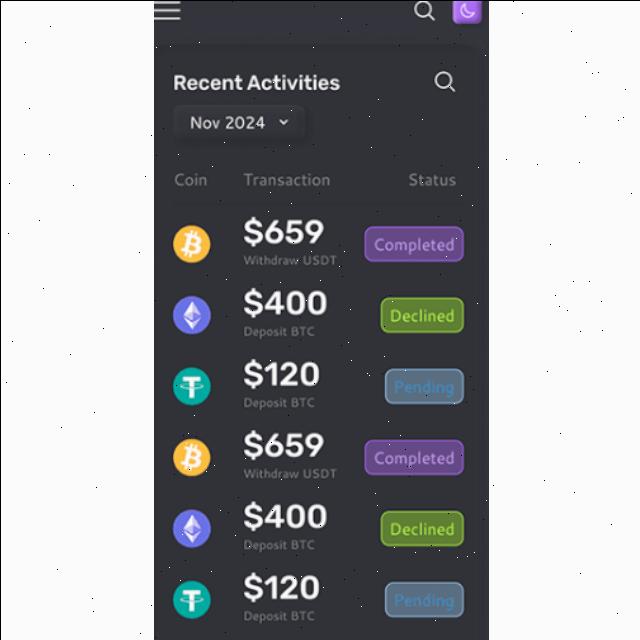 Recent Activities
Nov 2024
Coin Transaction Status
$659
Withdraw USDT
Completed
$400
Deposit BTC
Declined
$120
Deposit BTC
Pending
$659
Withdraw USDT
Completed
$400
Deposit BTC
Declined
$120
Deposit BTC
Pending